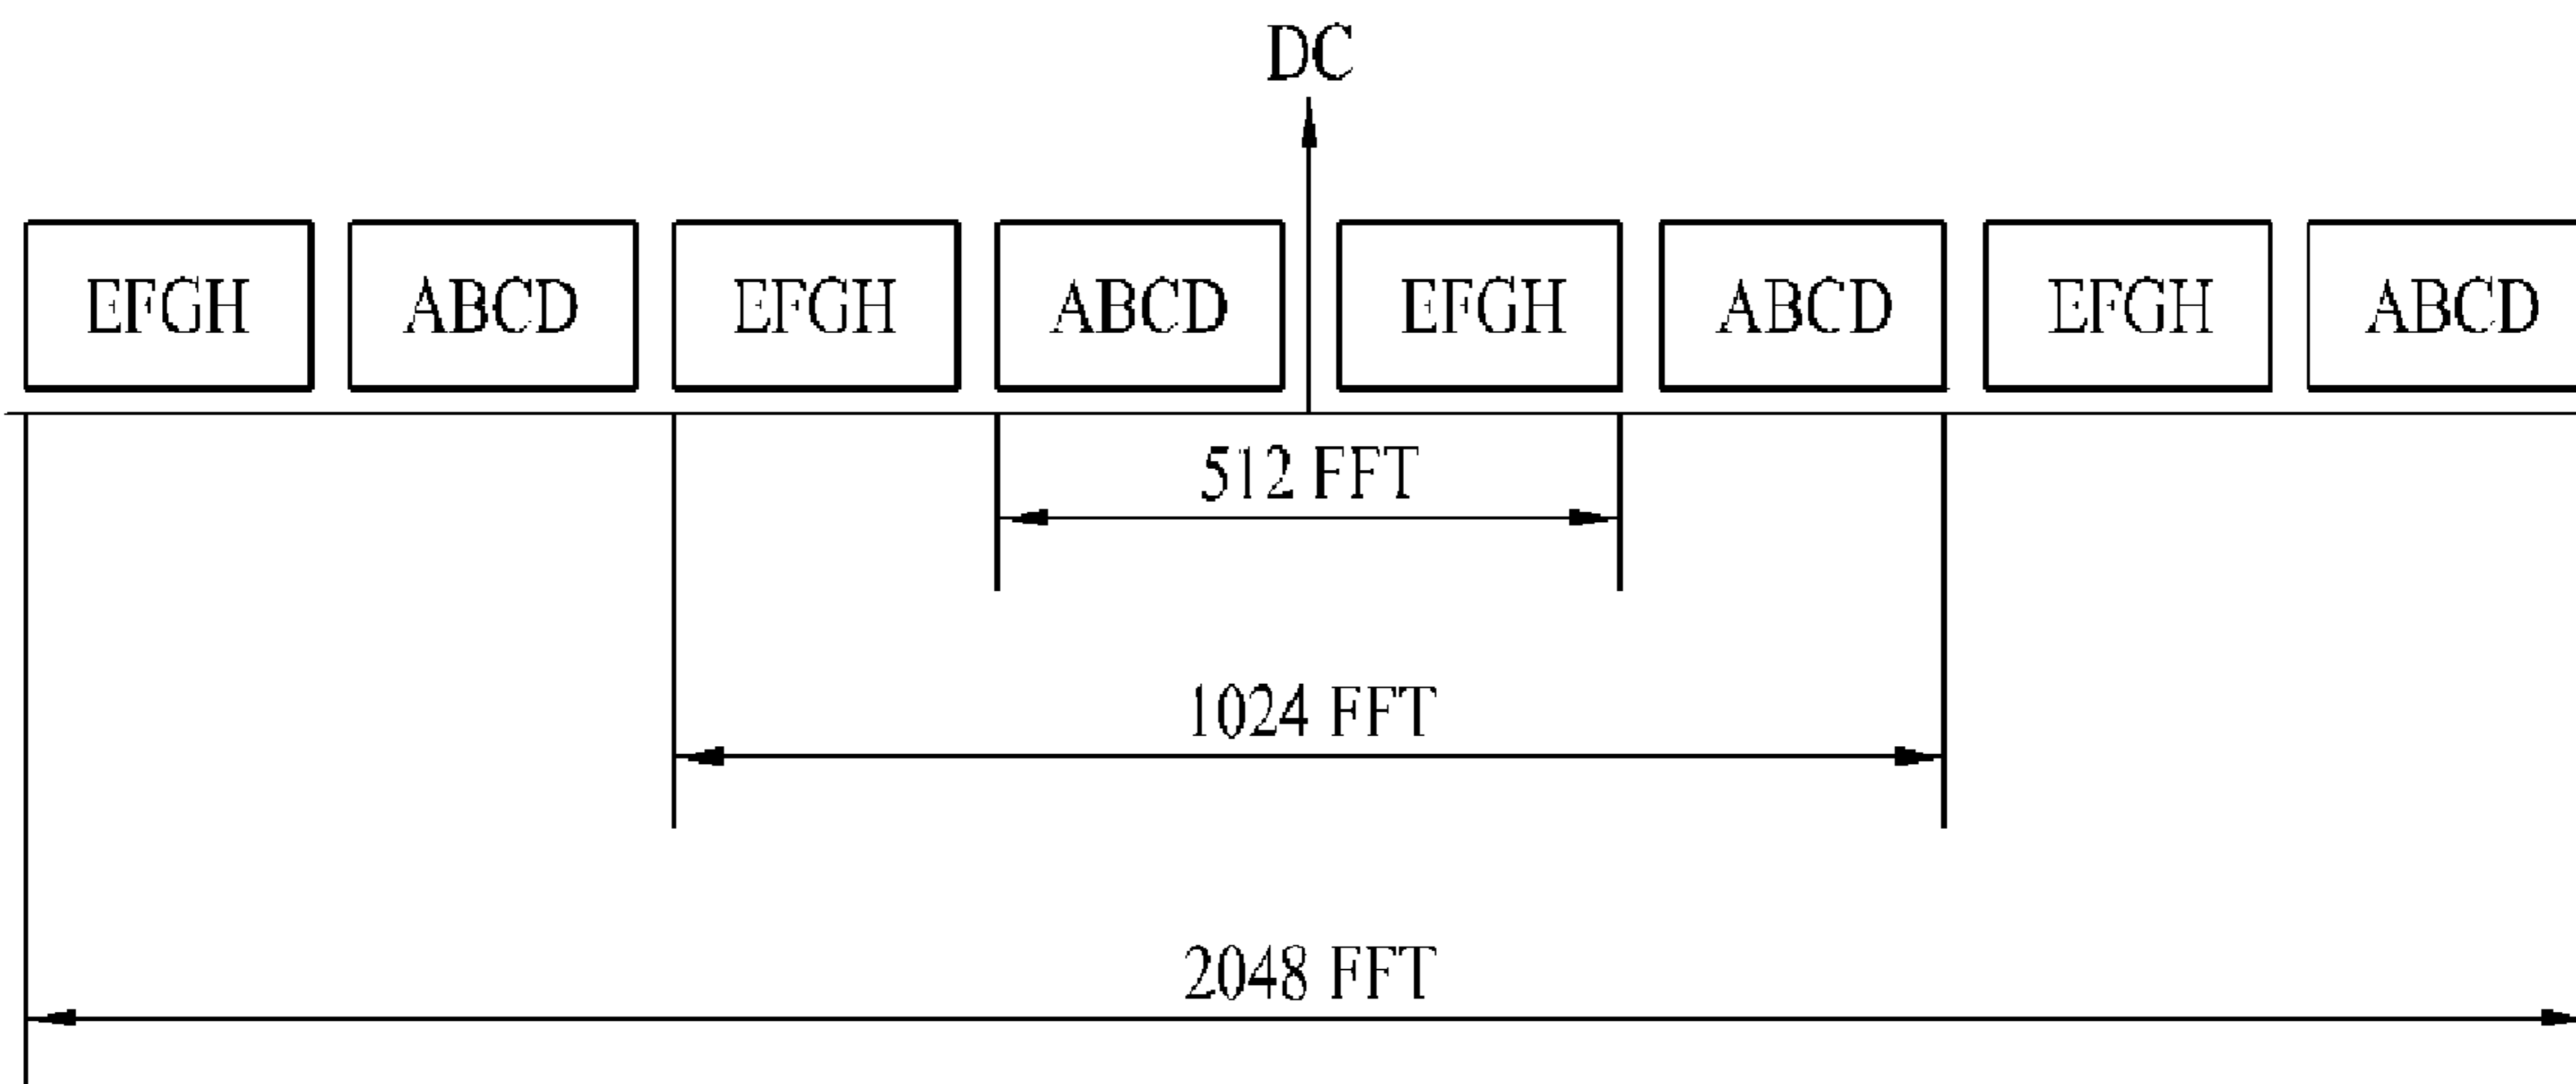 DC
EFGH ABCD EFGH ABCD EFGH ABCD EFGH ABCD
512 FFT
1024 FFT
2048 FFT